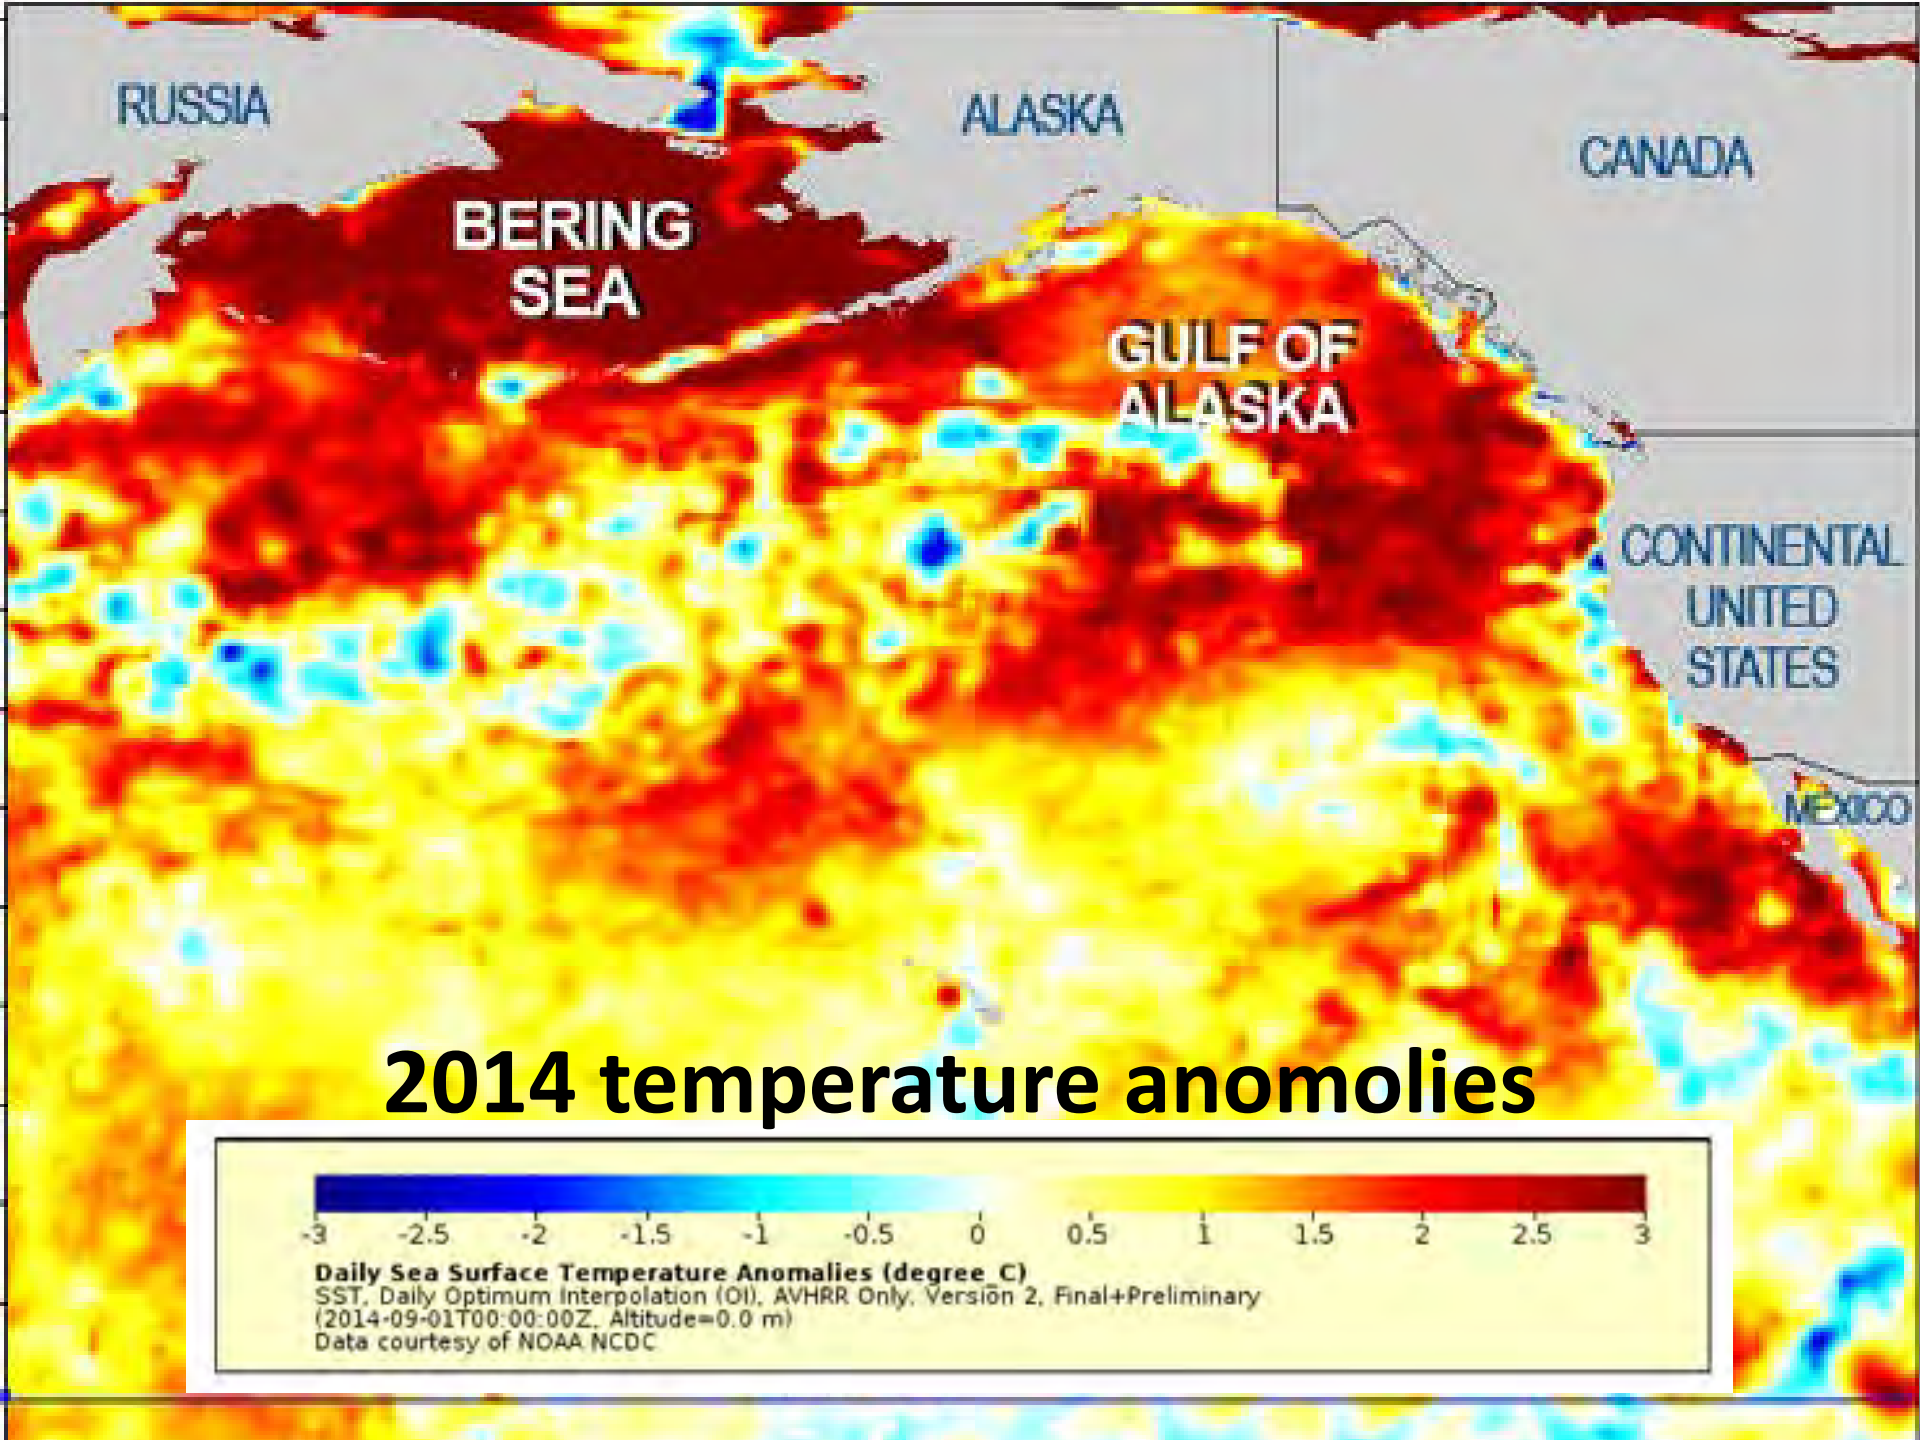 RUSSIA
ALASKA
CANADA
BERING
SEA
GULF OF
ALASKA
CONTINENTAL
UNITED
STATES
MEXICO
2014 temperature anomolies
-3 -2.5 -2 -1.5 -1 -0.5 0 0.5 1 1.5 2 2.5 3
Daily Sea Surface Temperature Anomalies (degree_C)
SST, Daily Optimum Interpolation (OI), AVHRR Only, Version 2, Final+Preliminary
(2014-09-01T00:00:00Z, Altitude=0.0 m)
Data courtesy of NOAA NCDC